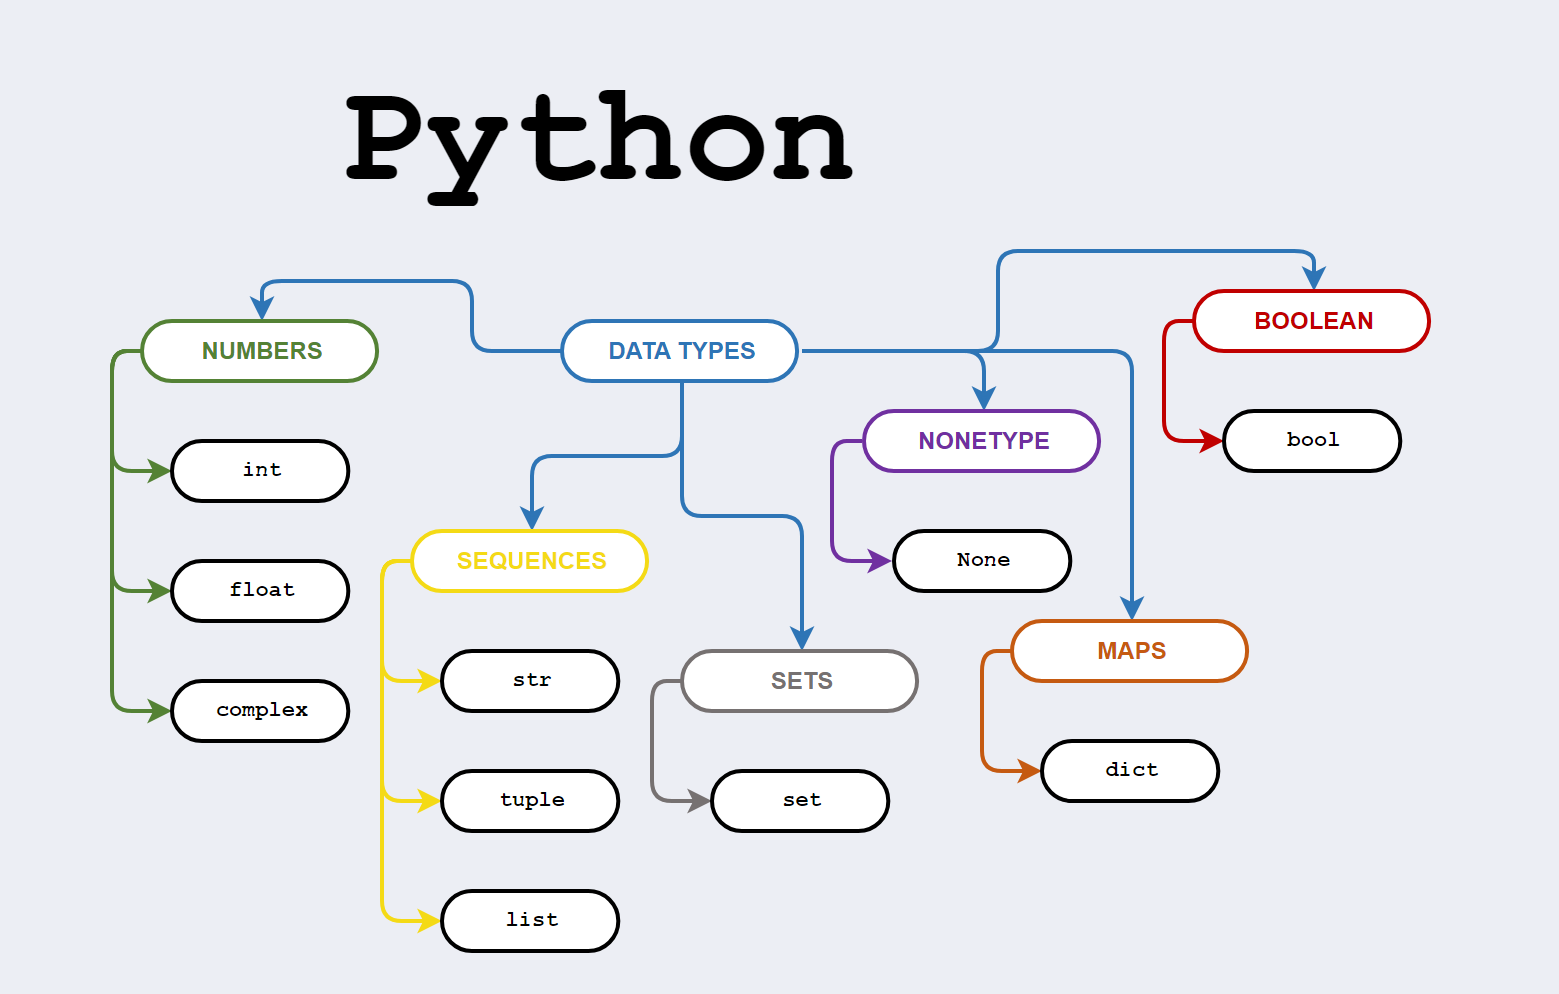 Python
DATA TYPES
NUMBERS
int
float
complex
SEQUENCES
str
tuple
list
SETS
set
NONETYPE
None
MAPS
dict
BOOLEAN
bool